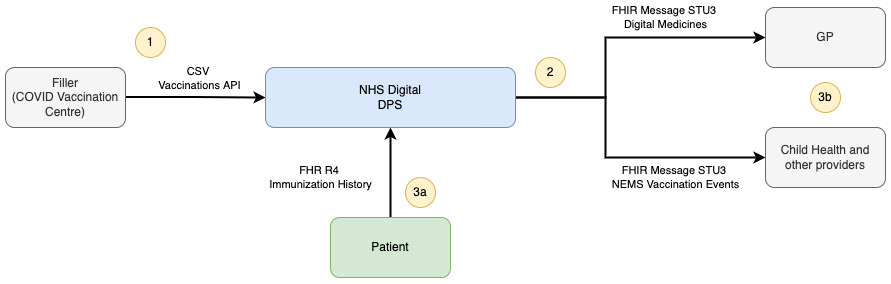 1
CSV
Vaccinations API
Filler
(COVID Vaccination
Centre)
NHS Digital
DPS
2
FHIR Message STU3
Digital Medicines
GP
3b
FHIR Message STU3
NEMS Vaccination Events
Child Health and
other providers
FHR R4
Immunization History
3a
Patient